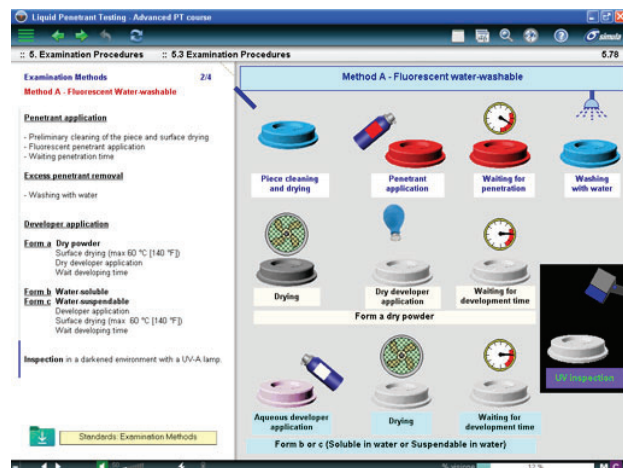 Liquid Penetrant Testing - Advanced PT course
simula
:: 5. Examination Procedures :: 5.3 Examination Procedures 5.78
Examination Methods 2/4
Method A - Fluorescent Water-washable
Penetrant application
- Preliminary cleaning of the piece and surface drying
- Fluorescent penetrant application
- Waiting penetration time
Excess penetrant removal
- Washing with water
Developer application
Form a Dry powder
Surface drying (max 60 °C [140 °F])
Dry developer application
Wait developing time
Form b Water-soluble
Form c Water-suspendable
Developer application
Surface drying (max 60 °C [140 °F])
Wait developing time
Inspection in a darkened environment with a UV-A lamp.
Standards: Examination Methods
Method A - Fluorescent water-washable
Piece cleaning
and drying
Penetrant
application
Waiting for
penetration
Washing
with water
Drying
Dry developer
application
Waiting for
development time
Form a dry powder
UV inspection
Aqueous developer
application
Drying
Waiting for
development time
Form b or c (Soluble in water or Suspendable in water)
12 %
M C